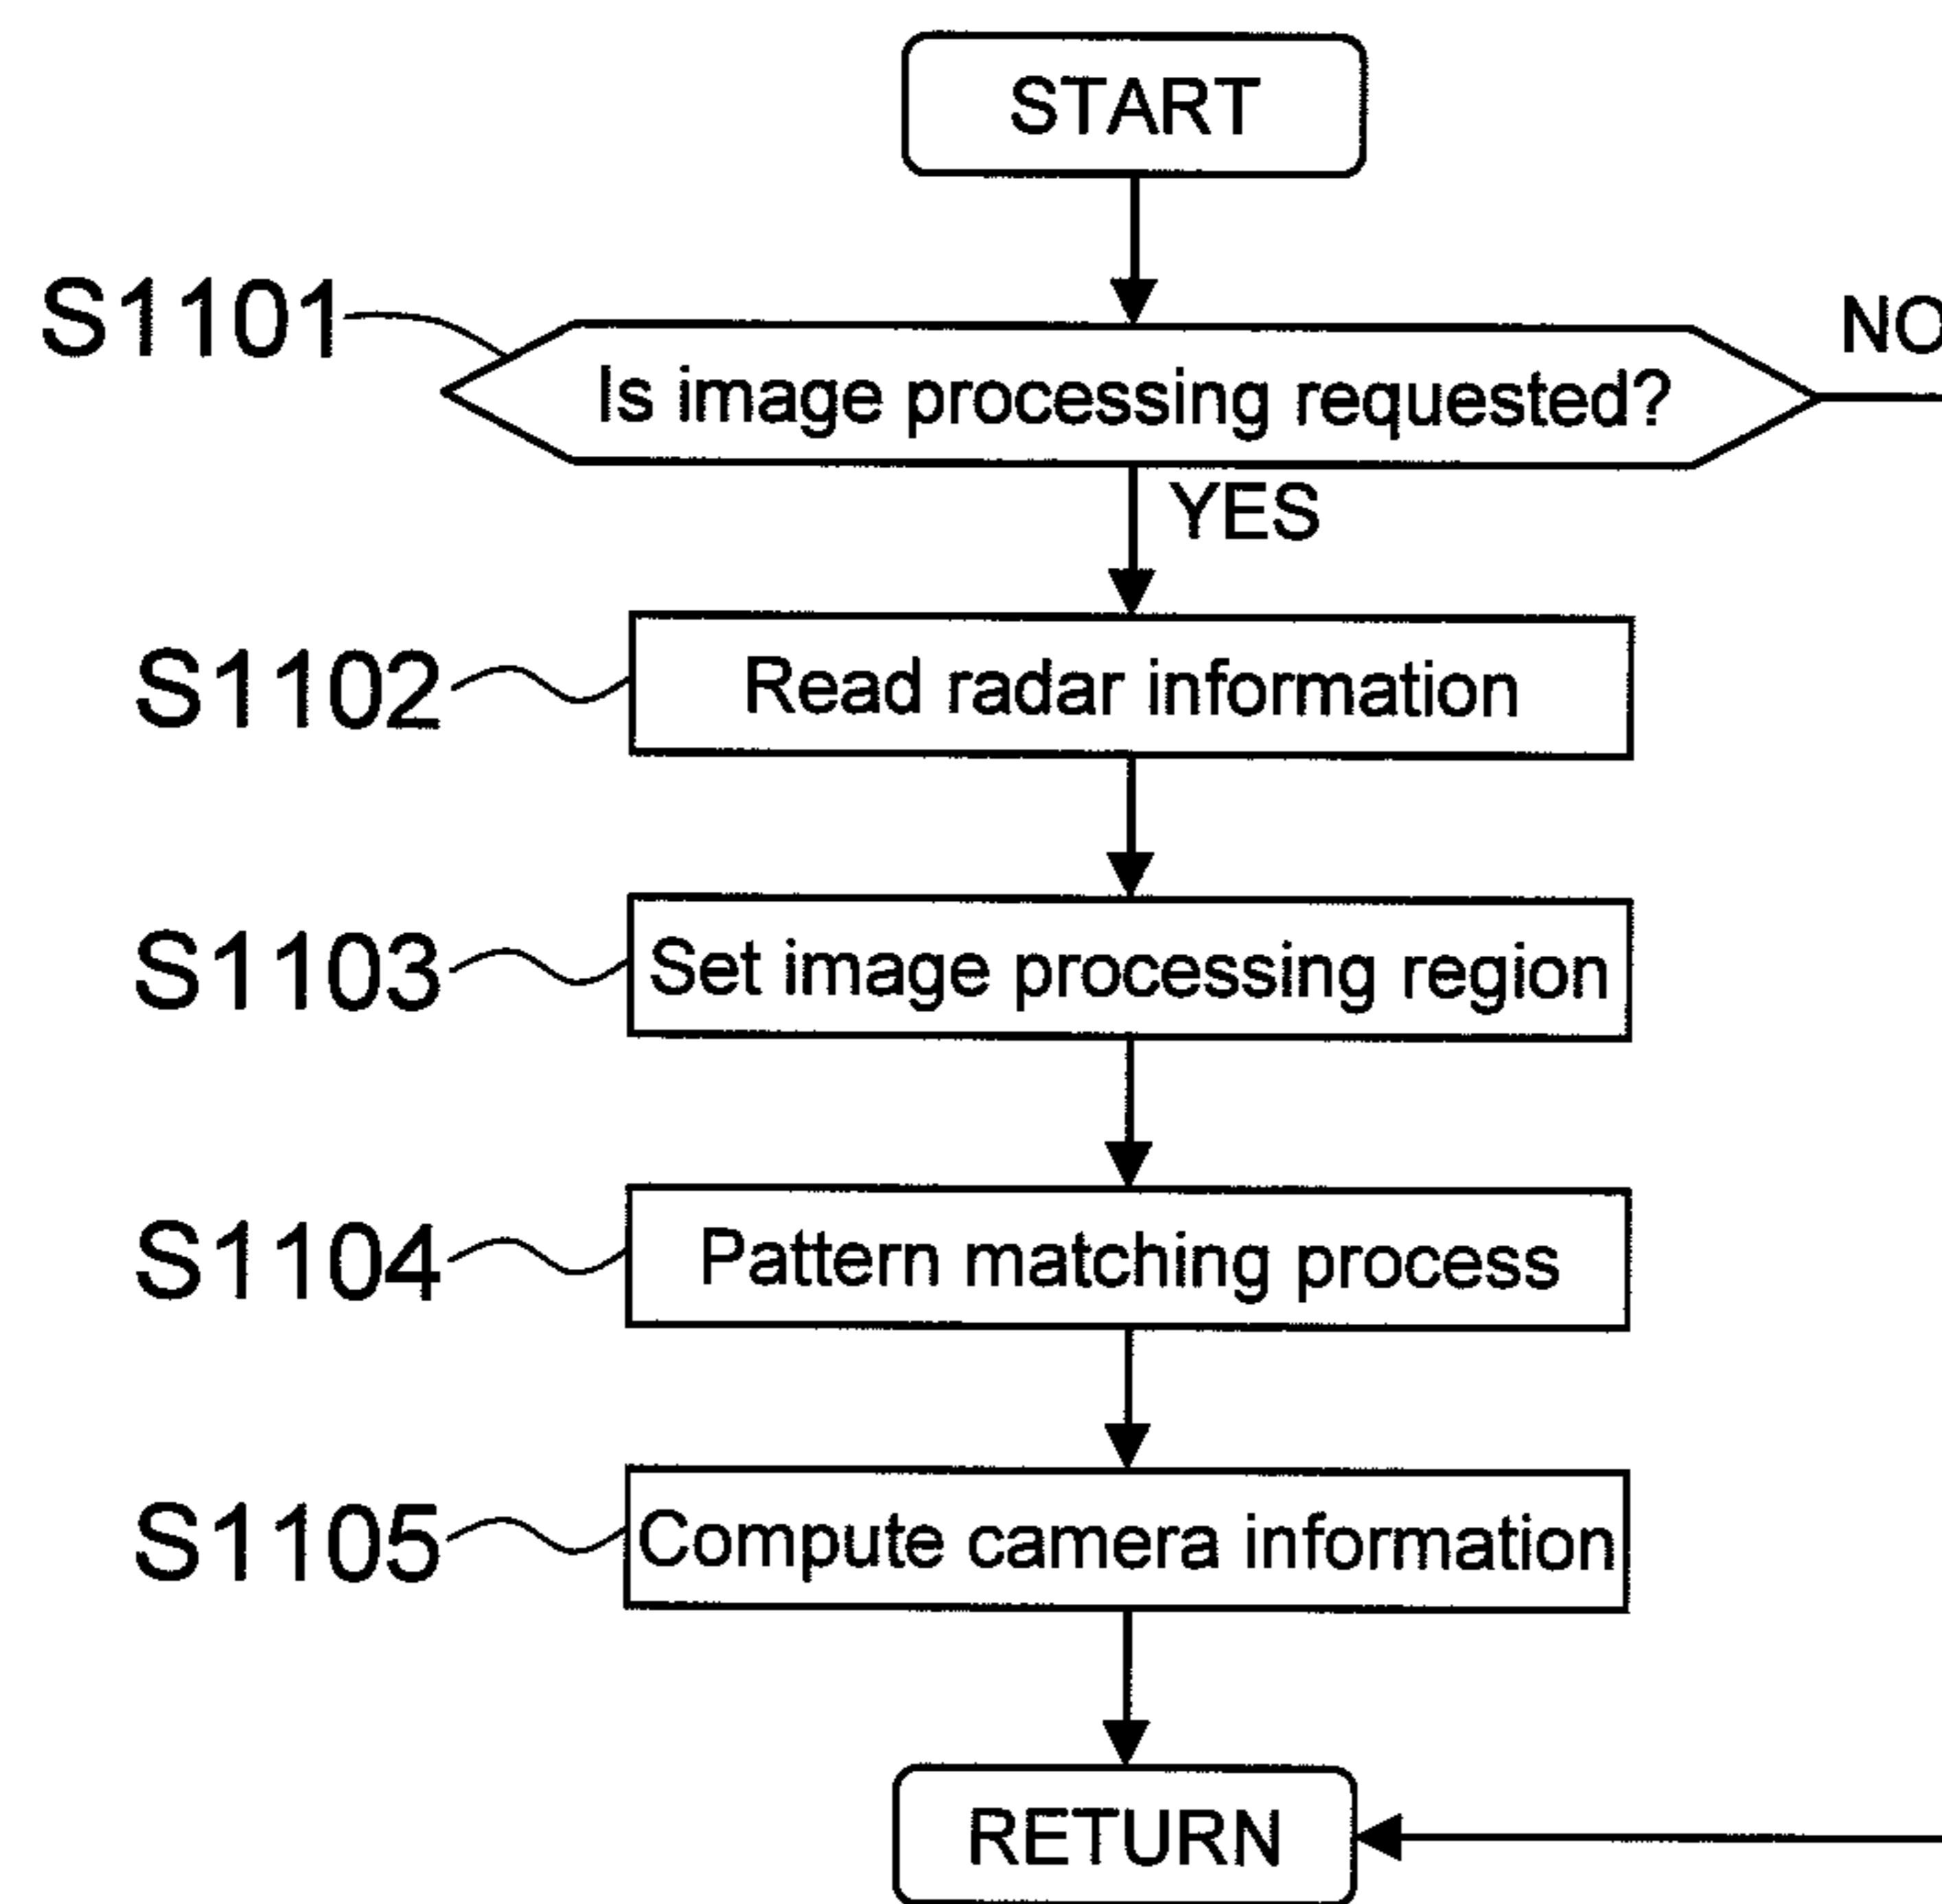 START
S1101
NO
Is image processing requested?
YES
S1102
Read radar information
S1103
Set image processing region
S1104
Pattern matching process
S1105
Compute camera information
RETURN